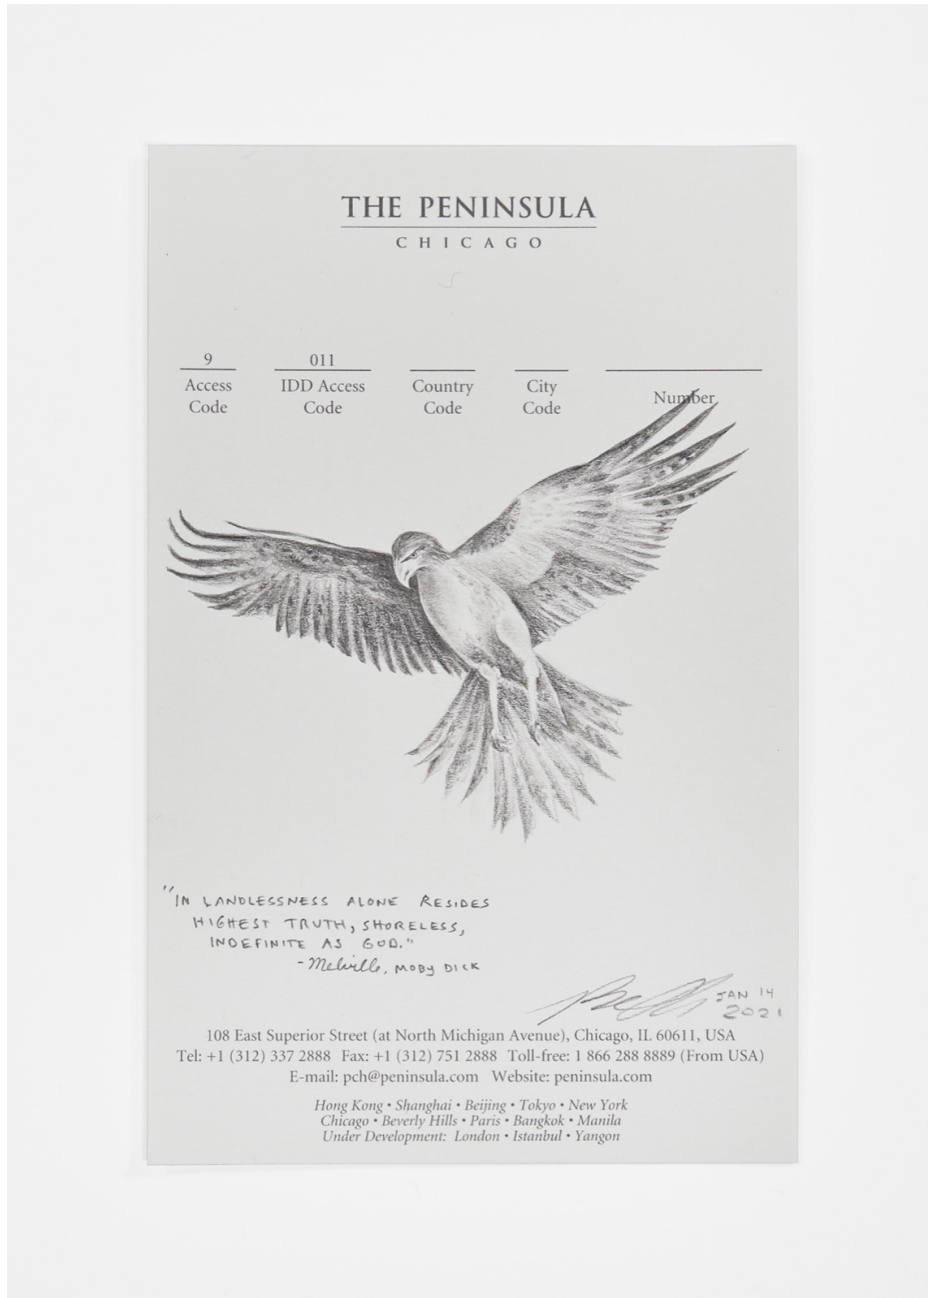 THE PENINSULA
CHICAGO
9 011
Access Code IDD Access Code Country Code City Code Number
"IN LANDLESSNESS ALONE RESIDES
HIGHEST TRUTH, SHORELESS,
INDEFINITE AS GOD."
- Melville, MOBY DICK
JAN 14
2021
108 East Superior Street (at North Michigan Avenue), Chicago, IL 60611, USA
Tel: +1 (312) 337 2888 Fax: +1 (312) 751 2888 Toll-free: 1 866 288 8889 (From USA)
E-mail: pch@peninsula.com Website: peninsula.com
Hong Kong • Shanghai • Beijing • Tokyo • New York
Chicago • Beverly Hills • Paris • Bangkok • Manila
Under Development: London • Istanbul • Yangon